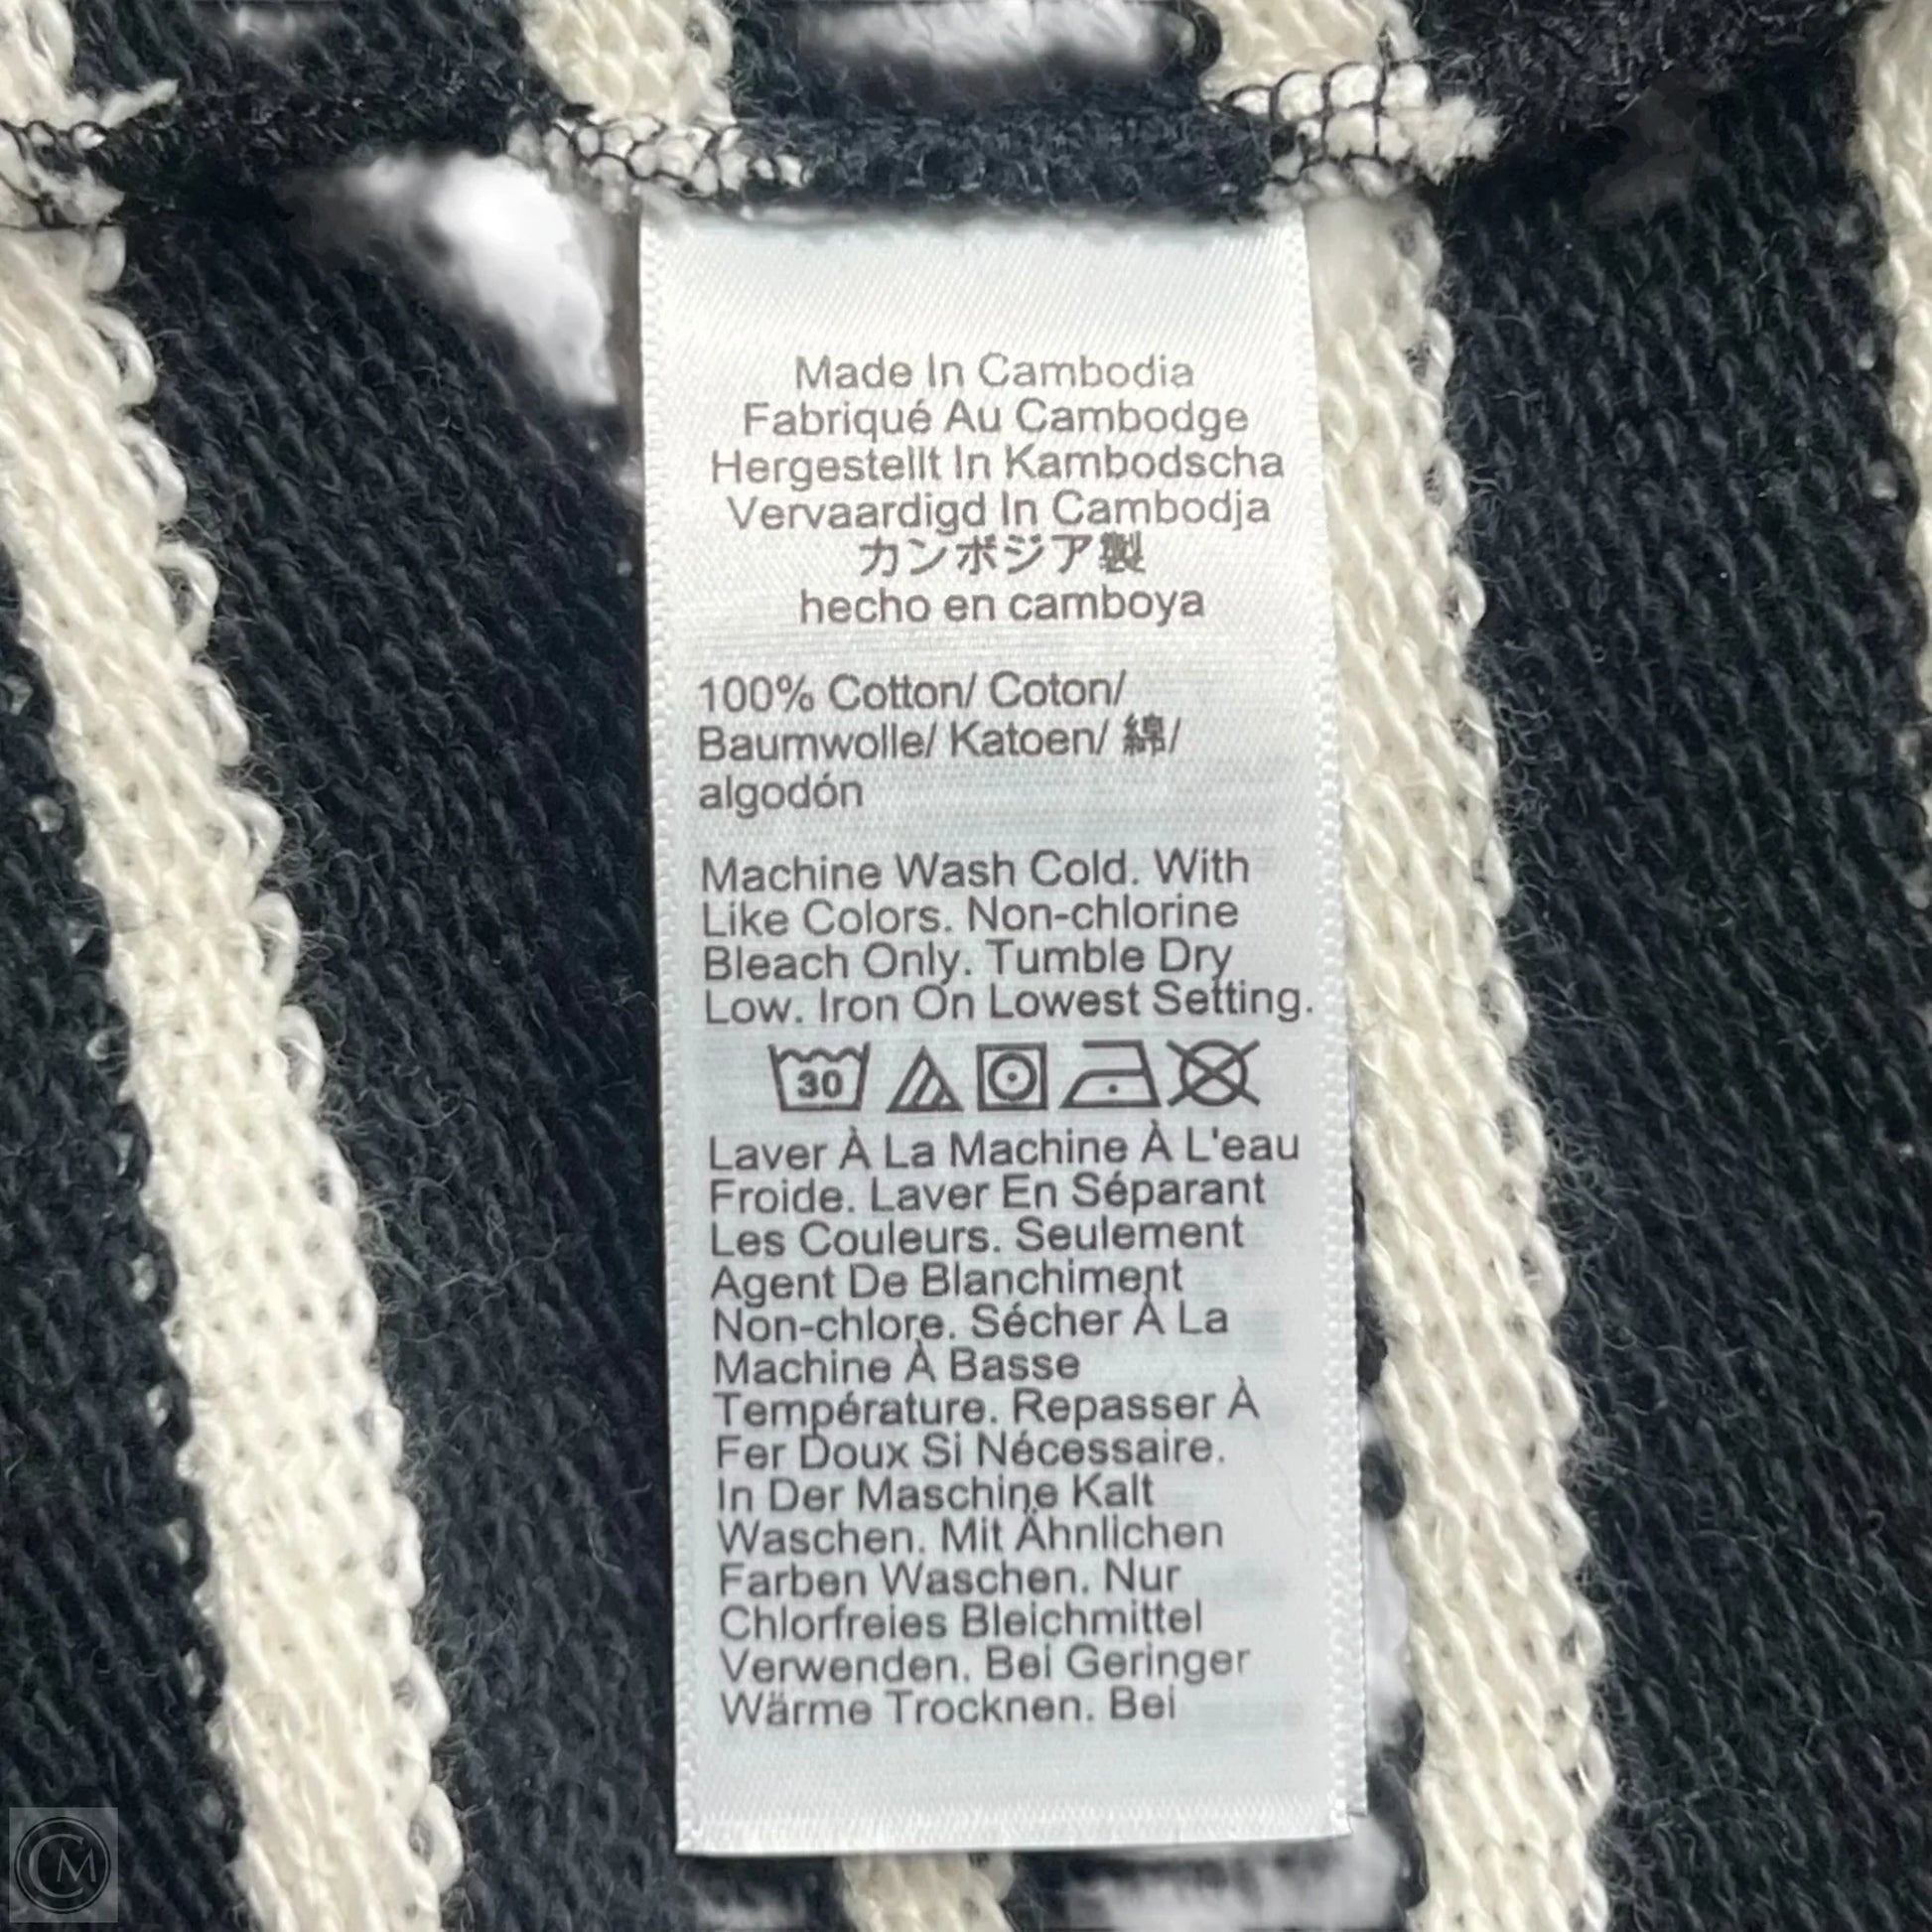 Made In Cambodia
Fabriqué Au Cambodge
Hergestellt In Kambodscha
Vervaardigd In Cambodja
カンボジア製
hecho en camboya
100% Cotton/ Coton/
Baumwolle/ Katoen/ 綿/
algodón
Machine Wash Cold. With
Like Colors. Non-chlorine
Bleach Only. Tumble Dry
Low. Iron On Lowest Setting.
30
Laver À La Machine À L'eau
Froide. Laver En Séparant
Les Couleurs. Seulement
Agent De Blanchiment
Non-chlore. Sécher À La
Machine À Basse
Température. Repasser À
Fer Doux Si Nécessaire.
In Der Maschine Kalt
Waschen. Mit Ähnlichen
Farben Waschen. Nur
Chlorfreies Bleichmittel
Verwenden. Bei Geringer
Wärme Trocknen. Bei
CM